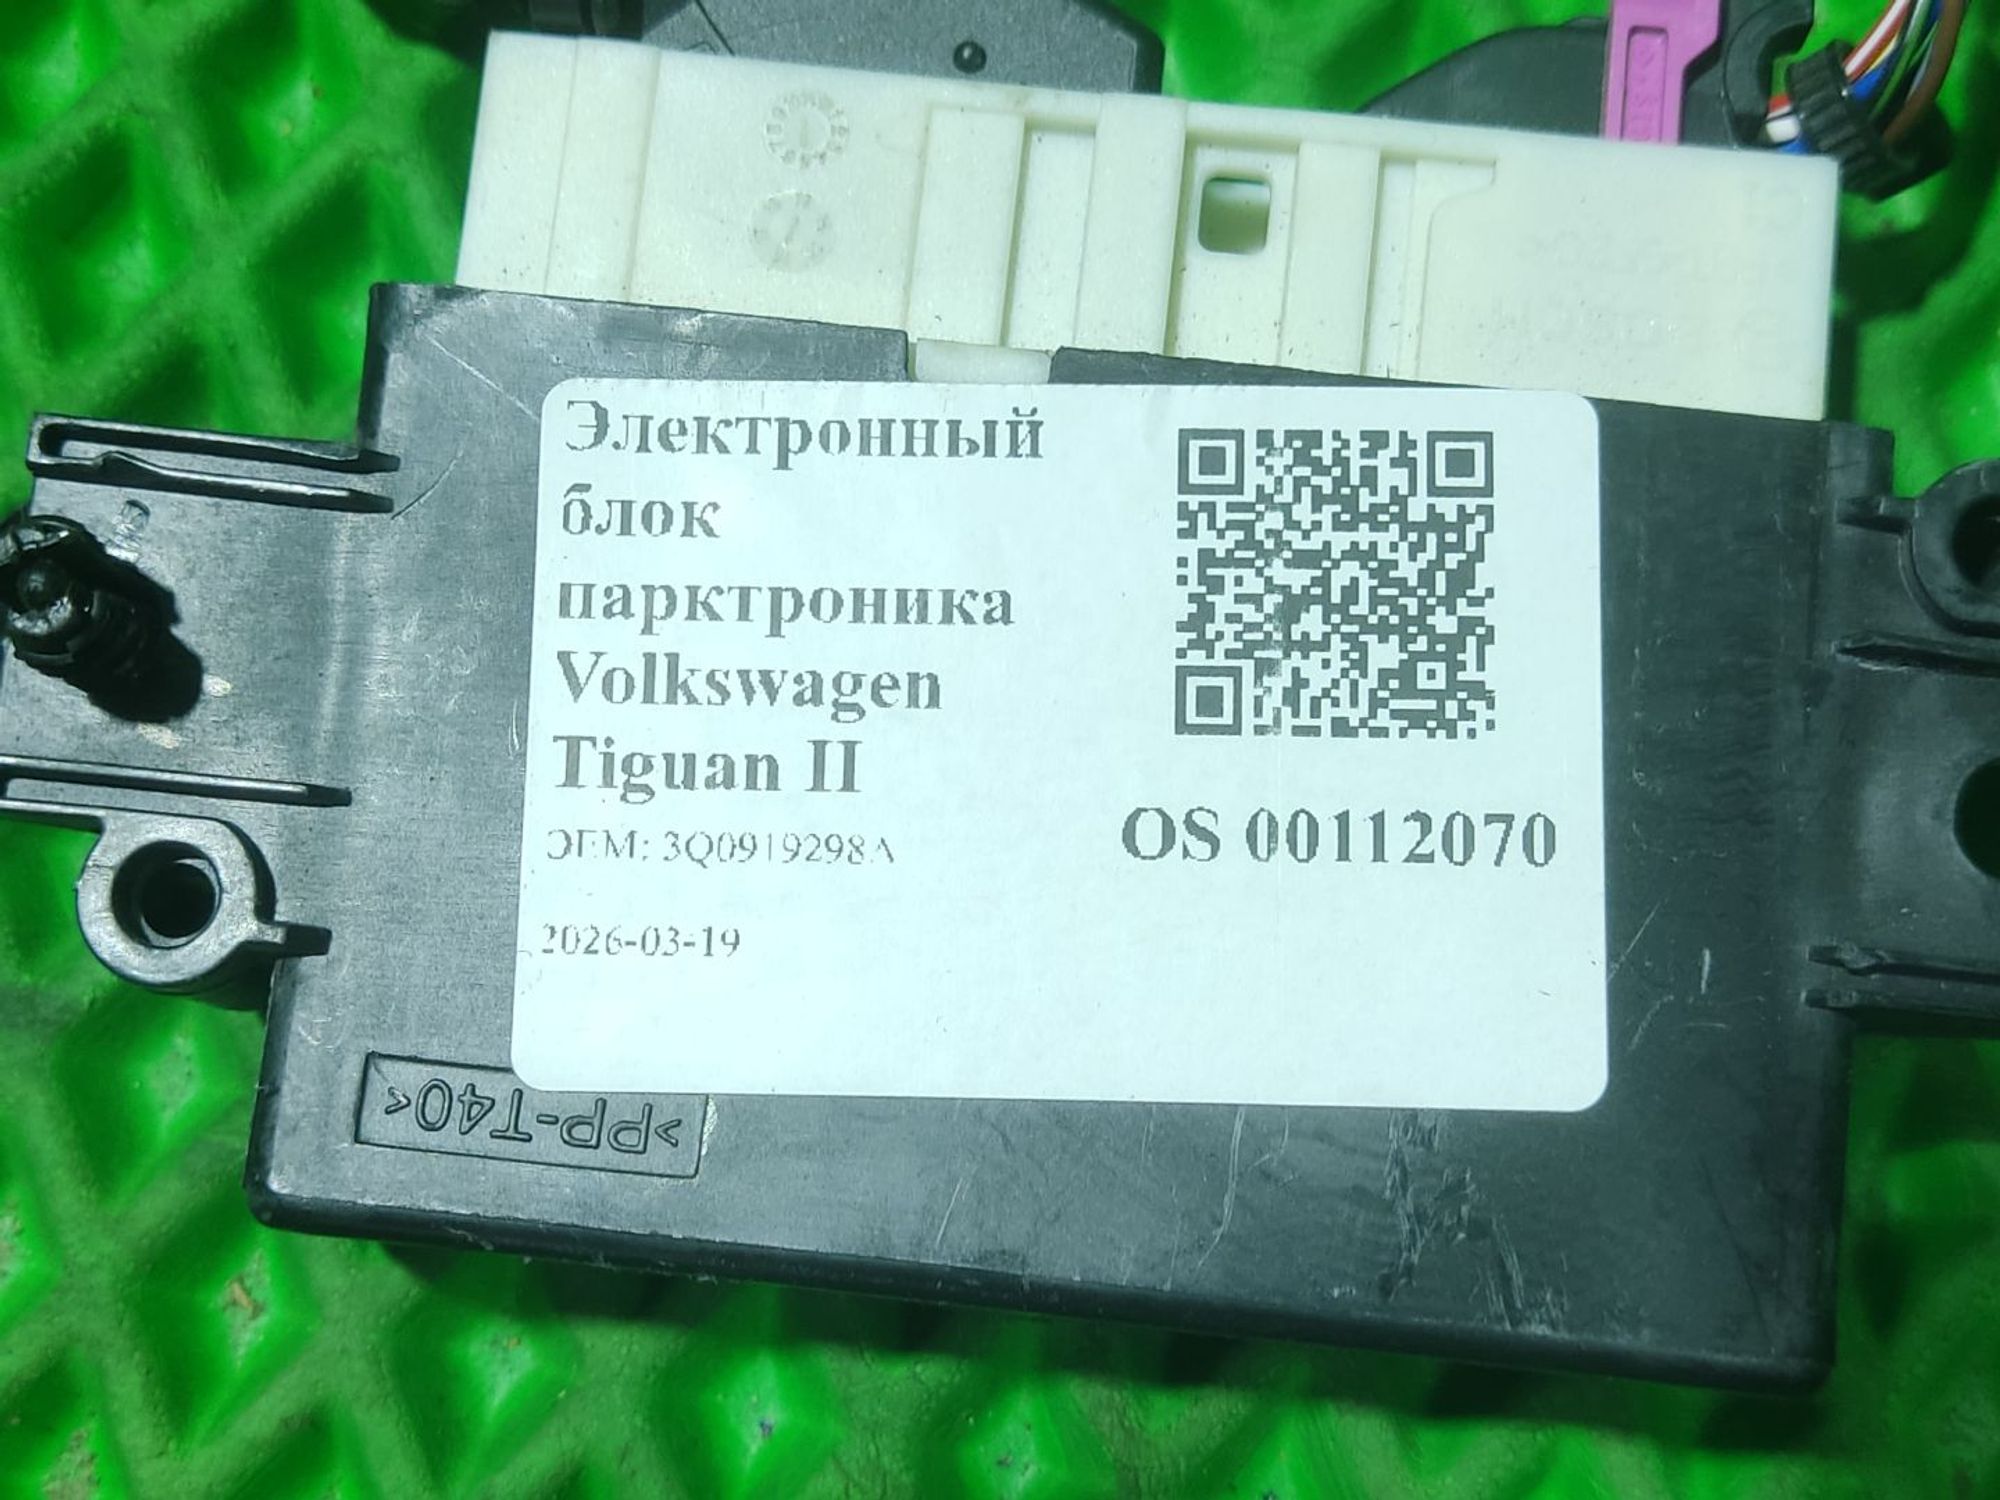 Электронный
блок
парктроника
Volkswagen
Tiguan II
ОЕМ: 3Q0919298A
OS 00112070
2026-03-19
>PP-T40<